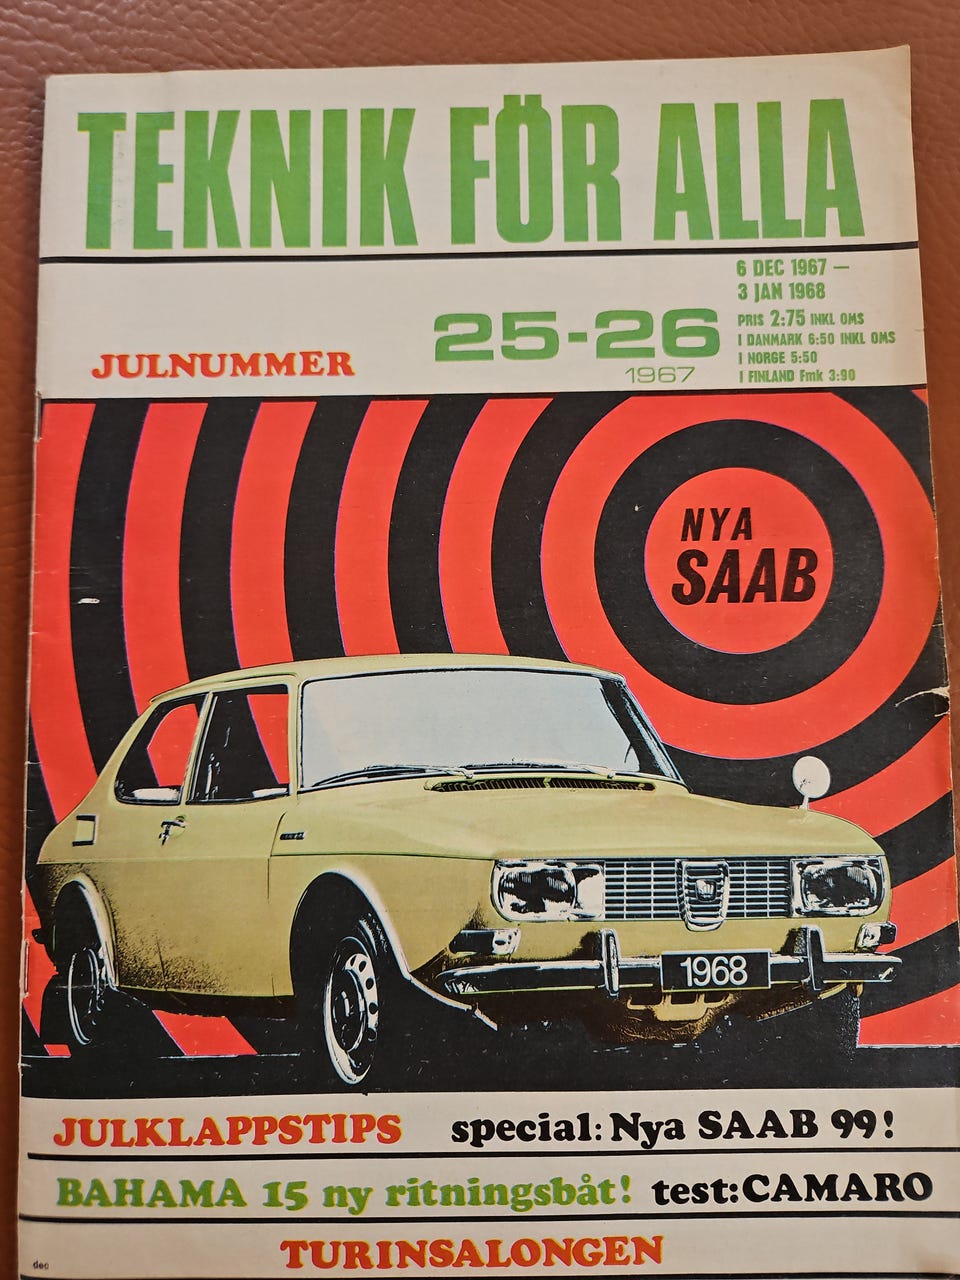 TEKNIK FÖR ALLA
6 DEC 1967 —
3 JAN 1968
PRIS 2:75 INKL OMS
I DANMARK 6:50 INKL OMS
I NORGE 5:50
I FINLAND Fmk 3:90
25-26
1967
JULNUMMER
NYA
SAAB
1968
JULKLAPPSTIPS special: Nya SAAB 99!
BAHAMA 15 ny ritningsbåt! test: CAMARO
TURINSALONGEN
dec